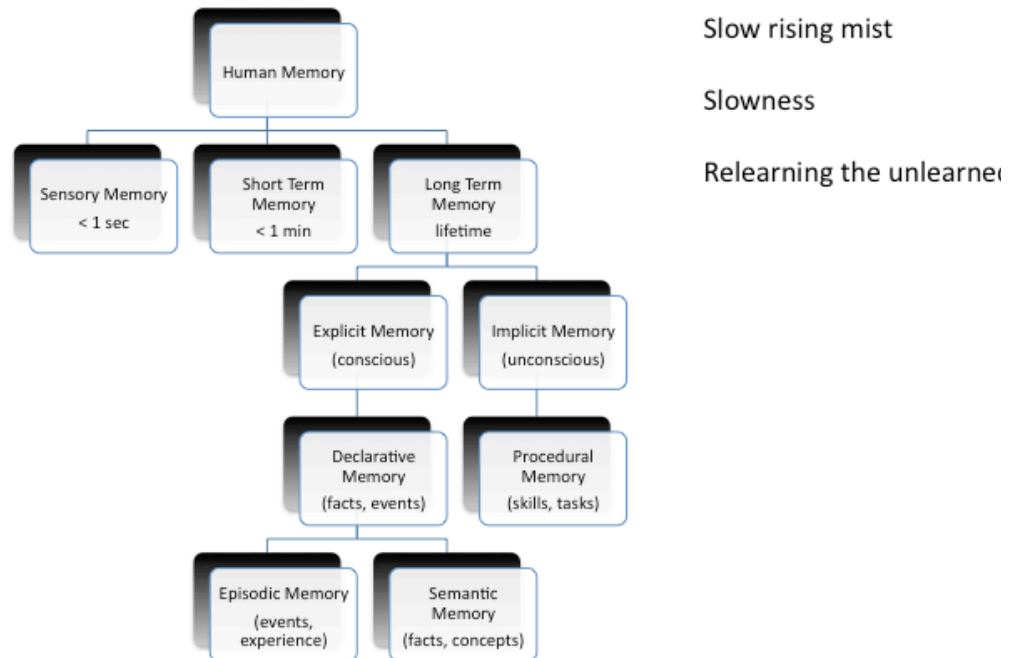 Human Memory
Sensory Memory
< 1 sec
Short Term
Memory
< 1 min
Long Term
Memory
lifetime
Explicit Memory
(conscious)
Implicit Memory
(unconscious)
Declarative
Memory
(facts, events)
Procedural
Memory
(skills, tasks)
Episodic Memory
(events,
experience)
Semantic
Memory
(facts, concepts)
Slow rising mist
Slowness
Relearning the unlearned